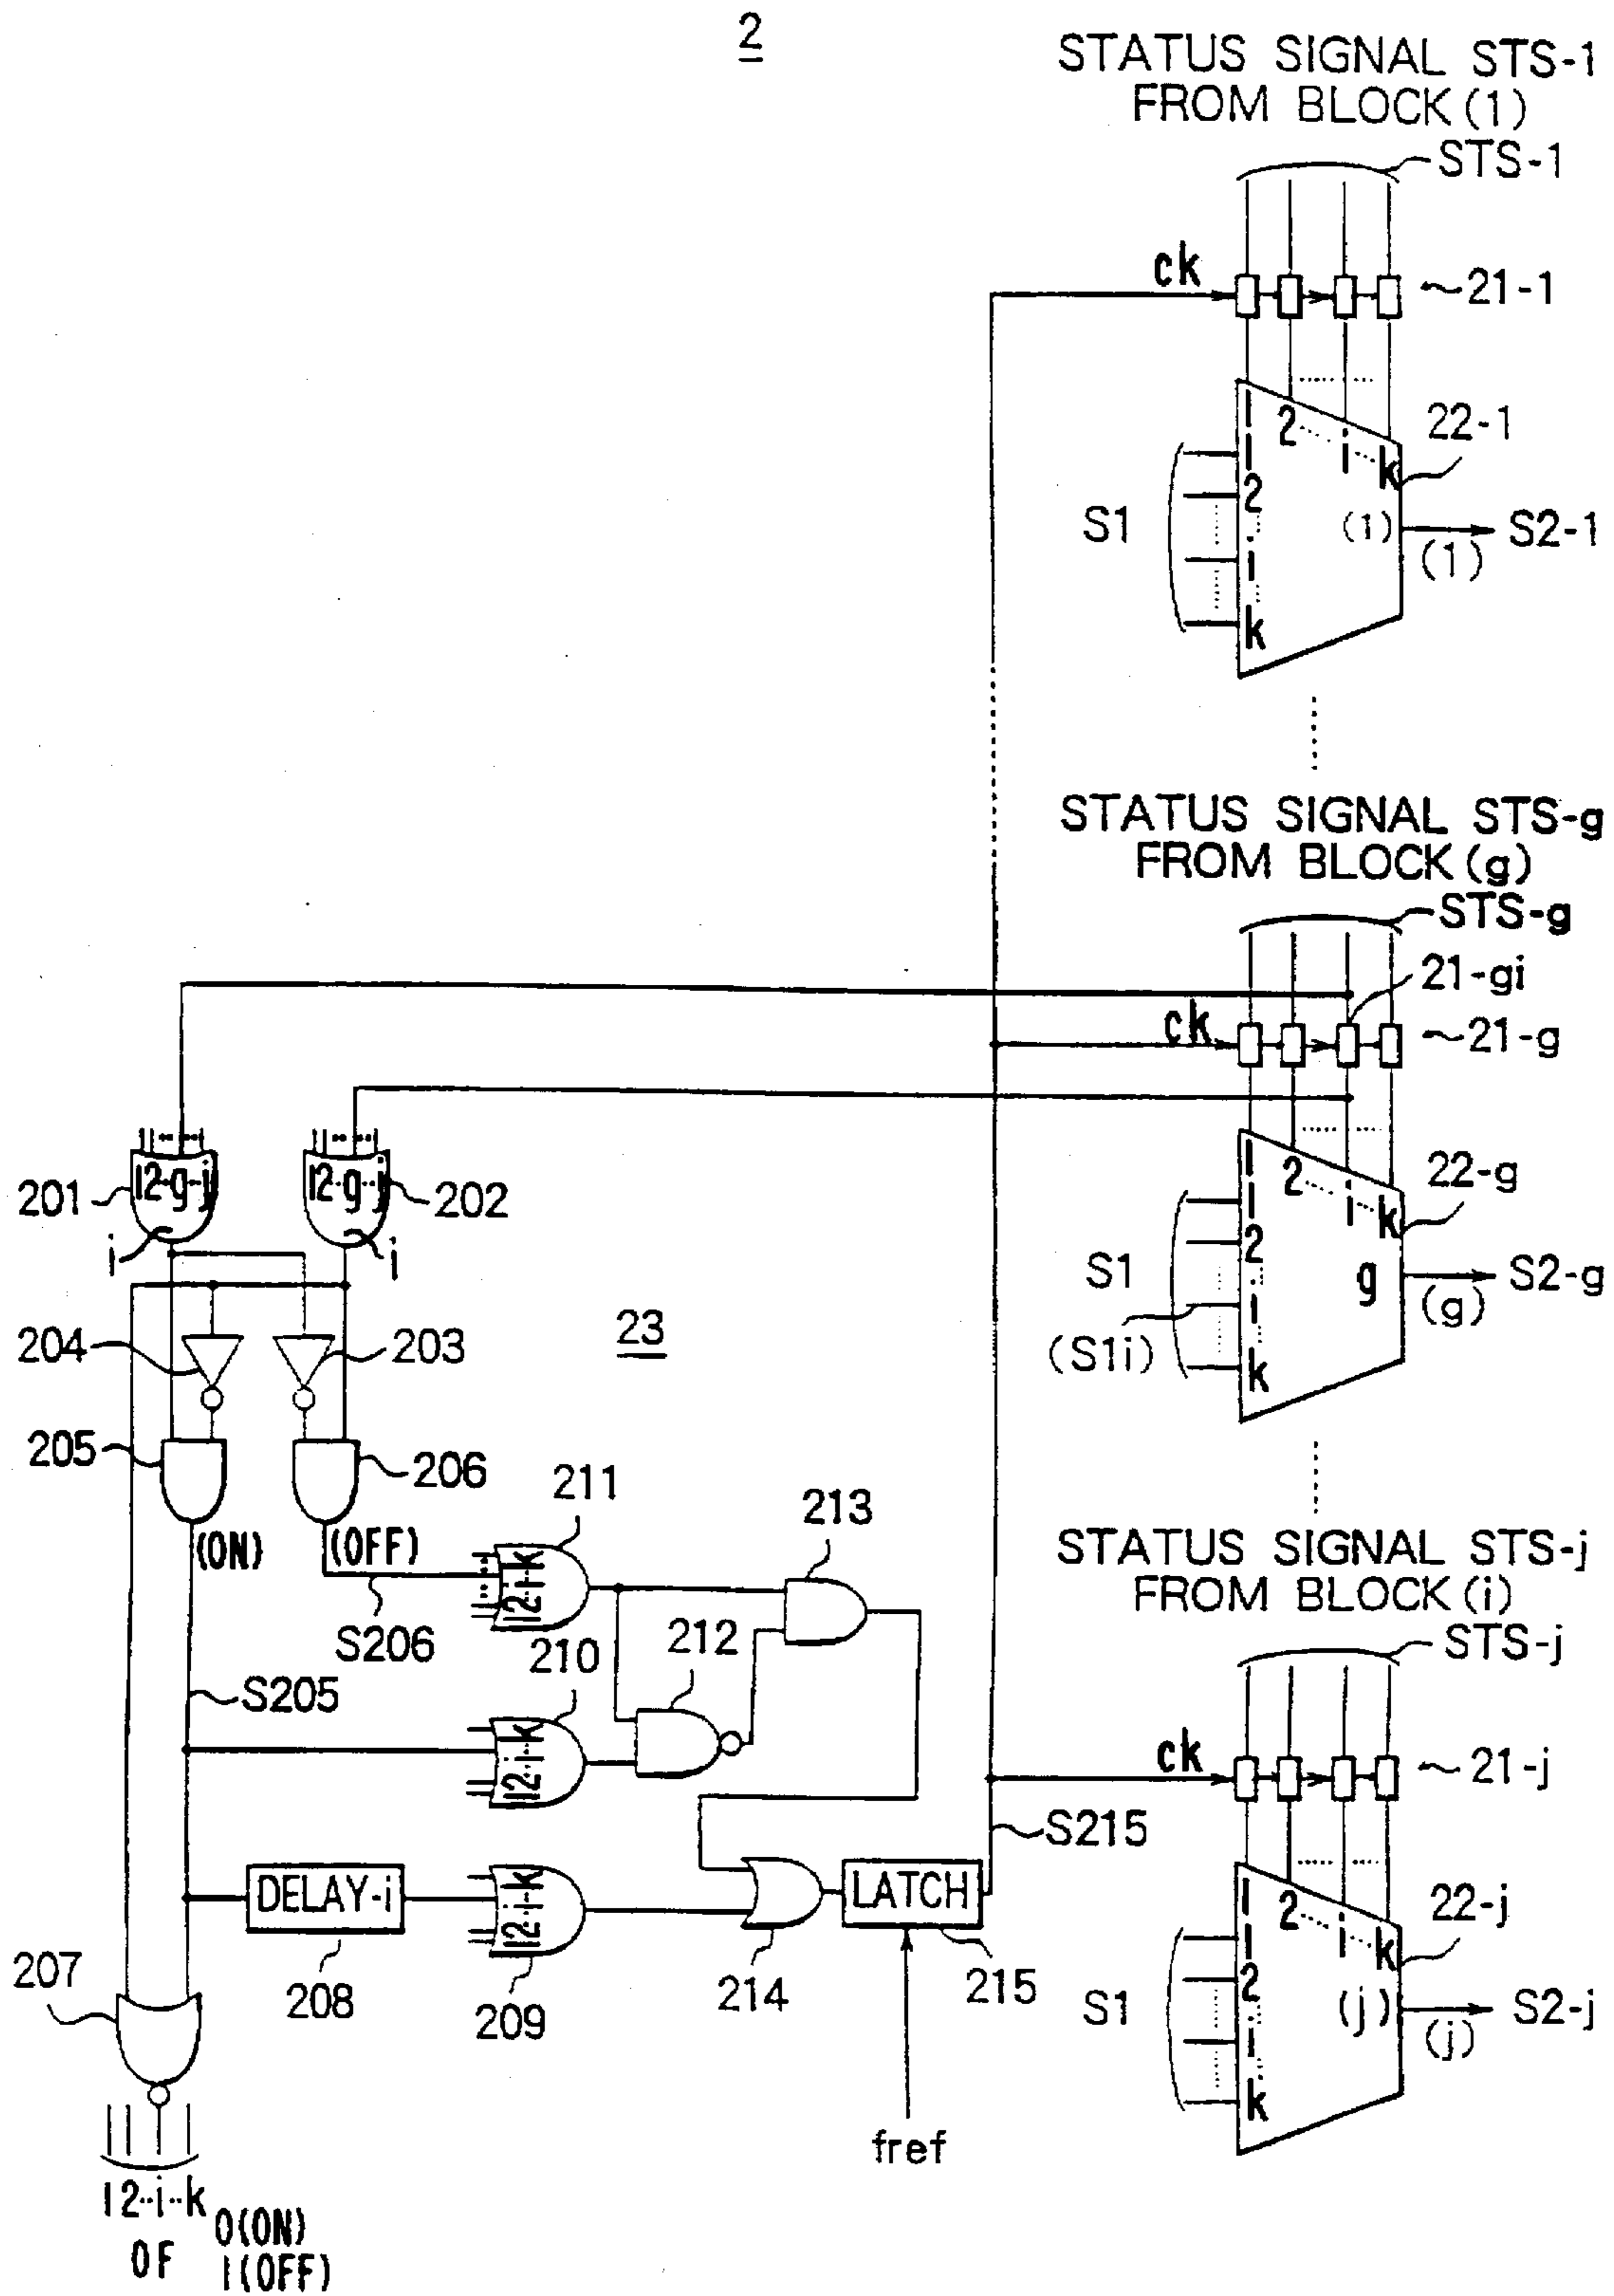 2
STATUS SIGNAL STS-1
FROM BLOCK(1)
STS-1
ck
21-1
1 2 i k
22-1
S1
1
2
i
k
(1)
S2-1
(1)
STATUS SIGNAL STS-g
FROM BLOCK(g)
STS-g
21-gi
ck
21-g
1 2 i k
22-g
S1
1
2
i
k
g
S2-g
(g)
(S1i)
12··g··j
201
i
12··g··j
202
i
23
204
203
205
206
(ON)
(OFF)
S206
211
12··i··k
213
210
212
12··i··k
S205
STATUS SIGNAL STS-j
FROM BLOCK(i)
STS-j
ck
21-j
S215
DELAY-i
208
12··i··k
209
214
LATCH
215
fref
1 2 i k
22-j
S1
1
2
i
k
(j)
S2-j
(j)
207
12··i··k
OF
0(ON)
1(OFF)